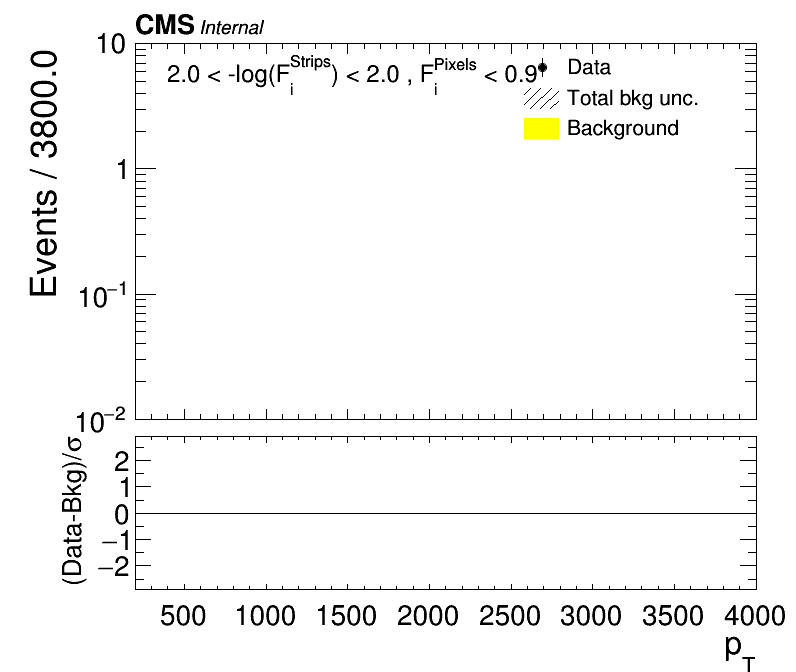 CMS Internal
10
1
10⁻¹
10⁻²
Events / 3800.0
2.0 < -log(F_i^Strips) < 2.0 , F_i^Pixels < 0.9
Data
Total bkg unc.
Background
(Data-Bkg)/σ
2
1
0
−1
−2
500 1000 1500 2000 2500 3000 3500 4000
p_T